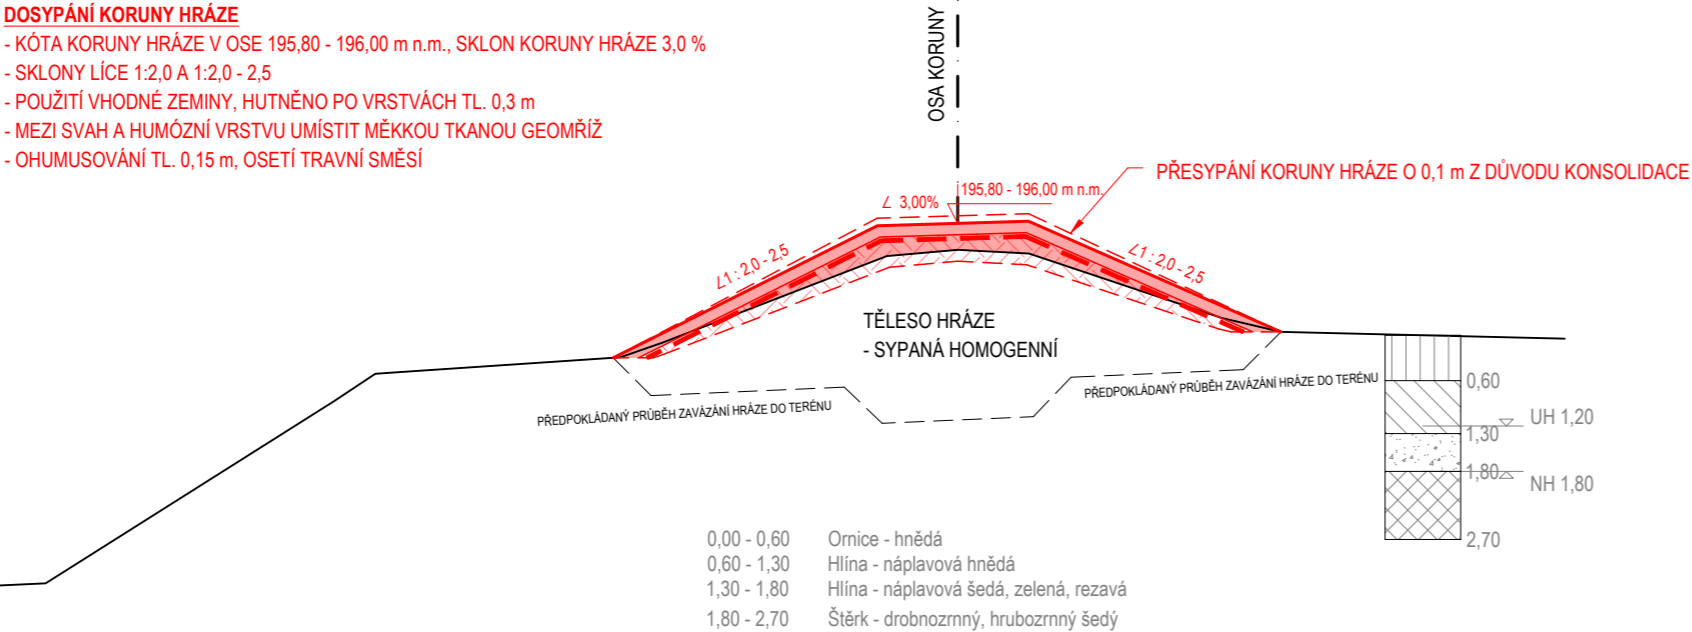 DOSYPÁNÍ KORUNY HRÁZE
- KÓTA KORUNY HRÁZE V OSE 195,80 - 196,00 m n.m., SKLON KORUNY HRÁZE 3,0 %
- SKLONY LÍCE 1:2,0 A 1:2,0 - 2,5
- POUŽITÍ VHODNÉ ZEMINY, HUTNĚNO PO VRSTVÁCH TL. 0,3 m
- MEZI SVAH A HUMÓZNÍ VRSTVU UMÍSTIT MĚKKOU TKANOU GEOMŘÍŽ
- OHUMUSOVÁNÍ TL. 0,15 m, OSETÍ TRAVNÍ SMĚSÍ
OSA KORUNY
PŘESYPÁNÍ KORUNY HRÁZE O 0,1 m Z DŮVODU KONSOLIDACE
∠ 3,00%
195,80 - 196,00 m n.m.
∠1 : 2,0 - 2,5
∠1 : 2,0 - 2,5
TĚLESO HRÁZE
- SYPANÁ HOMOGENNÍ
PŘEDPOKLÁDANÝ PRŮBĚH ZAVÁZÁNÍ HRÁZE DO TERÉNU
PŘEDPOKLÁDANÝ PRŮBĚH ZAVÁZÁNÍ HRÁZE DO TERÉNU
0,60
UH 1,20
1,30
1,80
NH 1,80
2,70
0,00 - 0,60 Ornice - hnědá
0,60 - 1,30 Hlína - náplavová hnědá
1,30 - 1,80 Hlína - náplavová šedá, zelená, rezavá
1,80 - 2,70 Štěrk - drobnozrnný, hrubozrnný šedý